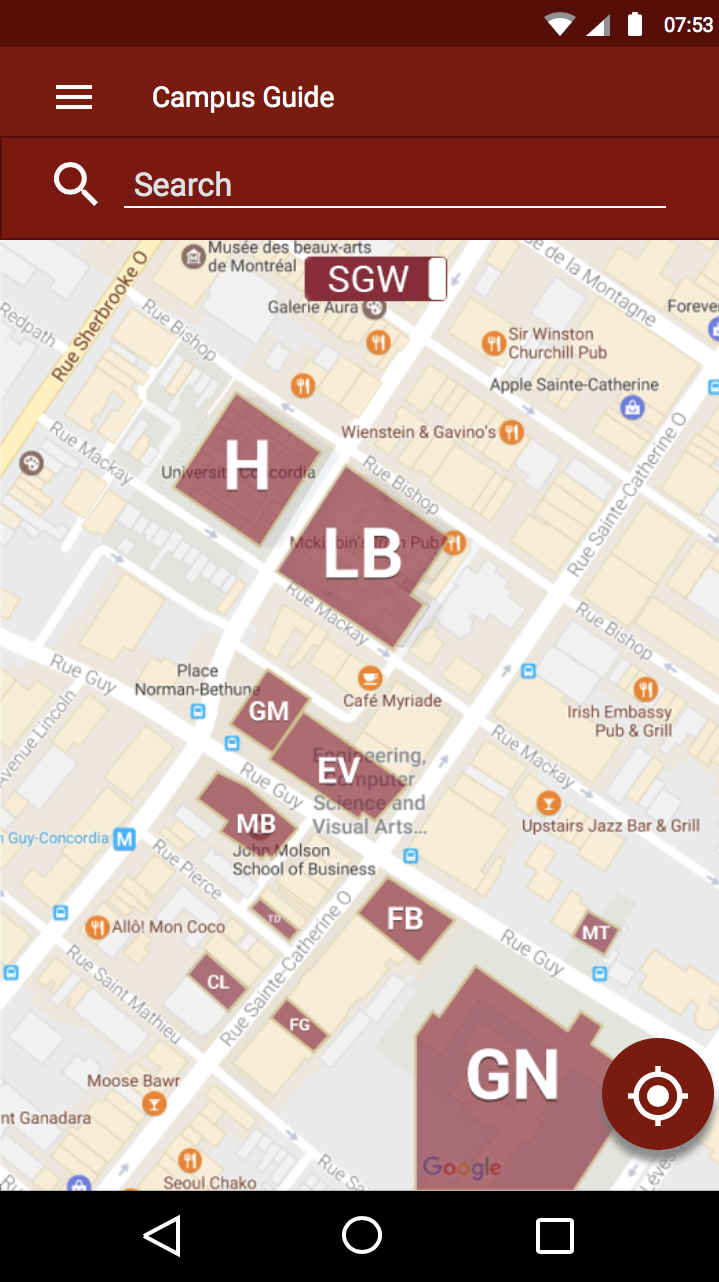 07:53
Campus Guide
Search
Musée des beaux-arts
de Montréal
SGW
Rue Sherbrooke O
Redpath
Rue Bishop
Galerie Aura
ue de la Montagne
Forever
Sir Winston
Churchill Pub
Apple Sainte-Catherine
Wienstein & Gavino's
Rue Mackay
H
Université Concordia
Rue Bishop
Rue Sainte-Catherine O
LB
Mckibbin's Irish Pub
Rue Mackay
Rue Bishop
Rue Guy
Place
Norman-Bethune
Café Myriade
Avenue Lincoln
GM
Irish Embassy
Pub & Grill
EV
Engineering,
Computer
Science and
Visual Arts...
Rue Mackay
Rue Guy
MB
John Molson
School of Business
Upstairs Jazz Bar & Grill
n Guy-Concordia
M
Rue Pierce
TD
FB
MT
Allô! Mon Coco
Rue Sainte-Catherine O
Rue Guy
Rue Saint Mathieu
CL
FG
GN
Moose Bawr
nt Ganadara
Seoul Chako
Rue Sa
Google
Léves